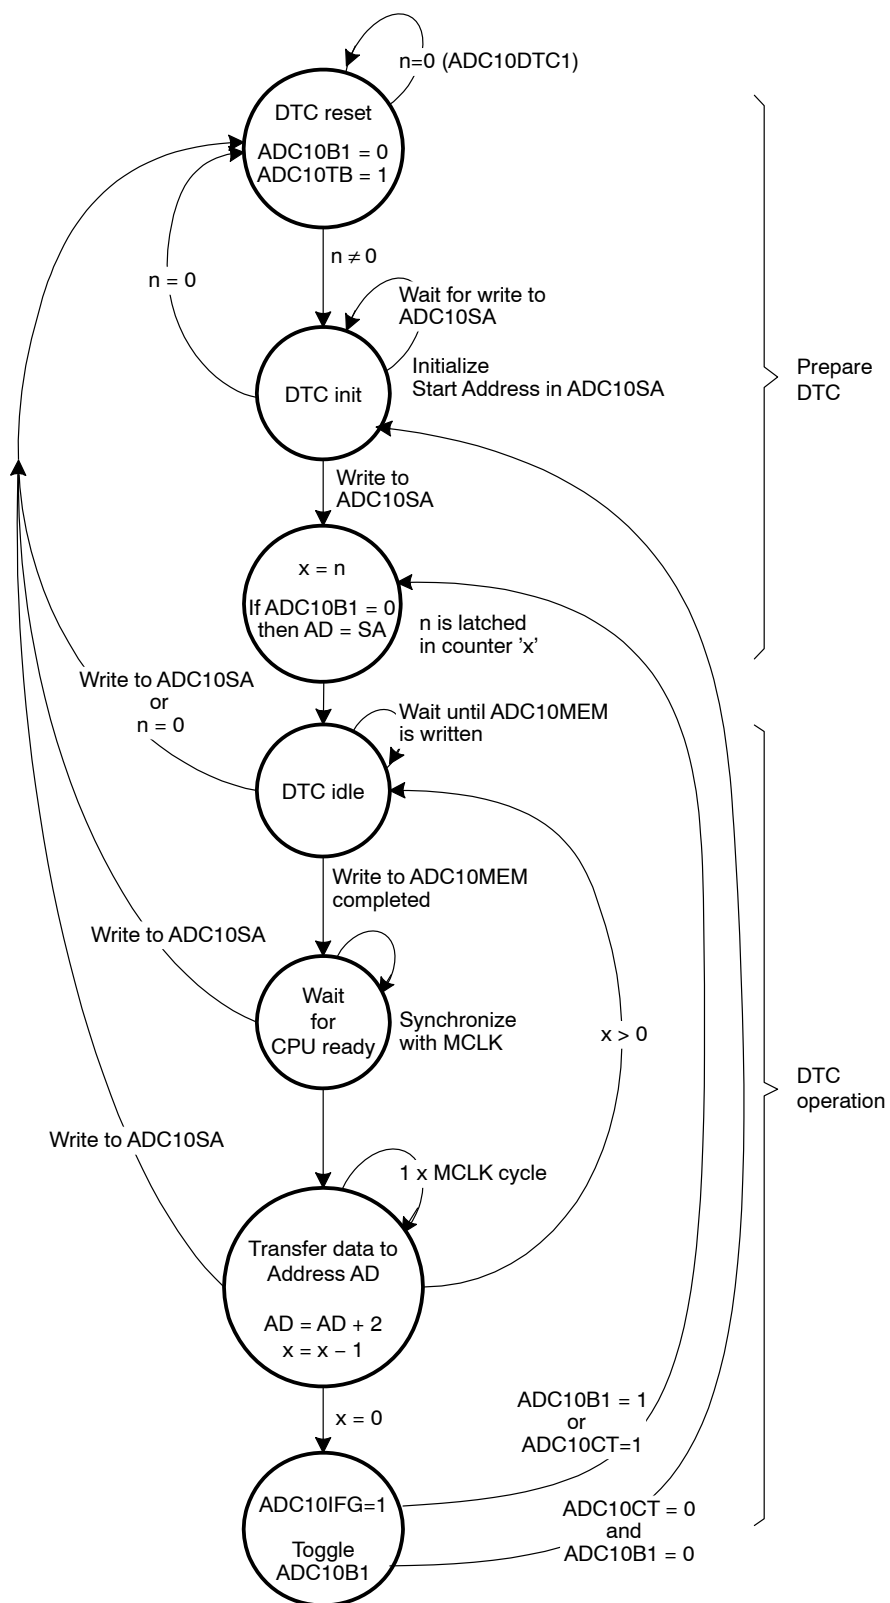 n=0 (ADC10DTC1)
DTC reset
ADC10B1 = 0
ADC10TB = 1
n ≠ 0
n = 0
Wait for write to
ADC10SA
Initialize
Start Address in ADC10SA
DTC init
Prepare
DTC
Write to
ADC10SA
x = n
If ADC10B1 = 0
then AD = SA
n is latched
in counter ’x’
Write to ADC10SA
or
n = 0
Wait until ADC10MEM
is written
DTC idle
Write to ADC10MEM
completed
Write to ADC10SA
Wait
for
CPU ready
Synchronize
with MCLK
x > 0
DTC
operation
Write to ADC10SA
1 x MCLK cycle
Transfer data to
Address AD
AD = AD + 2
x = x − 1
x = 0
ADC10B1 = 1
or
ADC10CT=1
ADC10IFG=1
Toggle
ADC10B1
ADC10CT = 0
and
ADC10B1 = 0